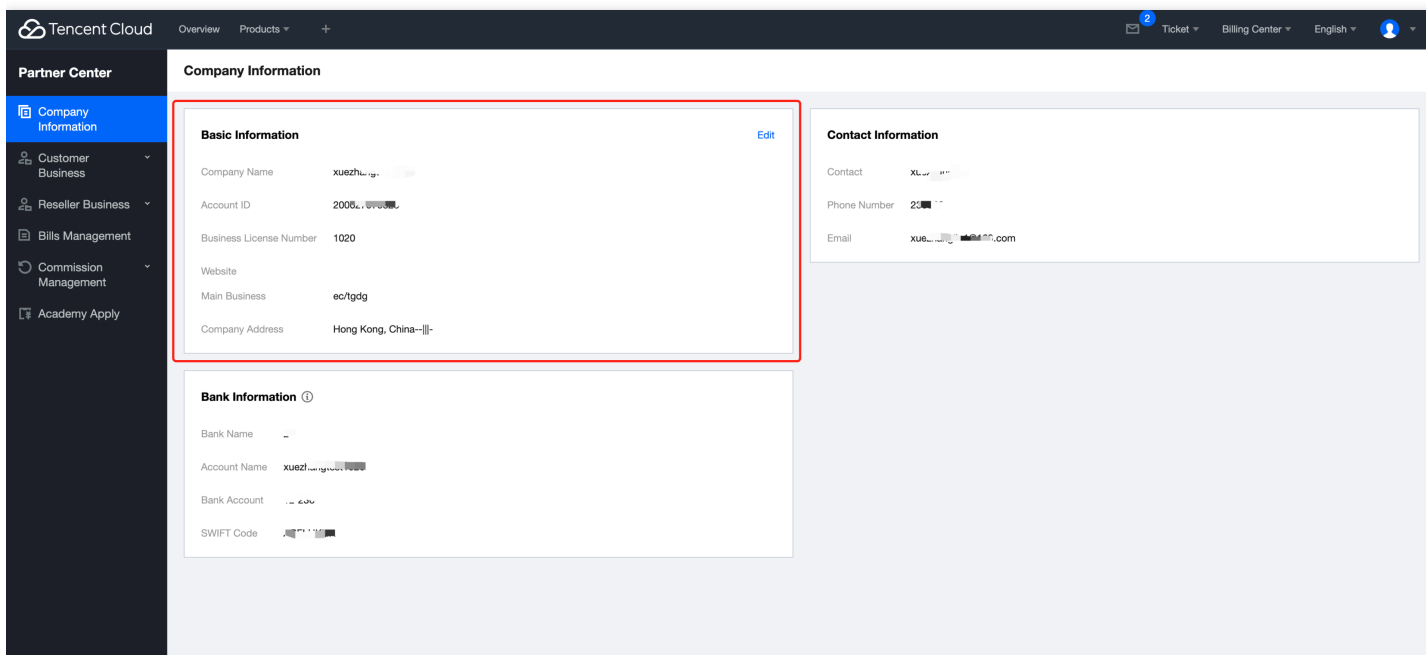 Tencent Cloud Overview Products + 2 Ticket Billing Center English
Partner Center
Company Information
Customer Business
Reseller Business
Bills Management
Commission Management
Academy Apply
Company Information
Basic Information Edit
Company Name
Account ID
Business License Number 1020
Website
Main Business ec/tgdg
Company Address Hong Kong, China--|||-
Contact Information
Contact
Phone Number
Email
Bank Information
Bank Name
Account Name
Bank Account
SWIFT Code